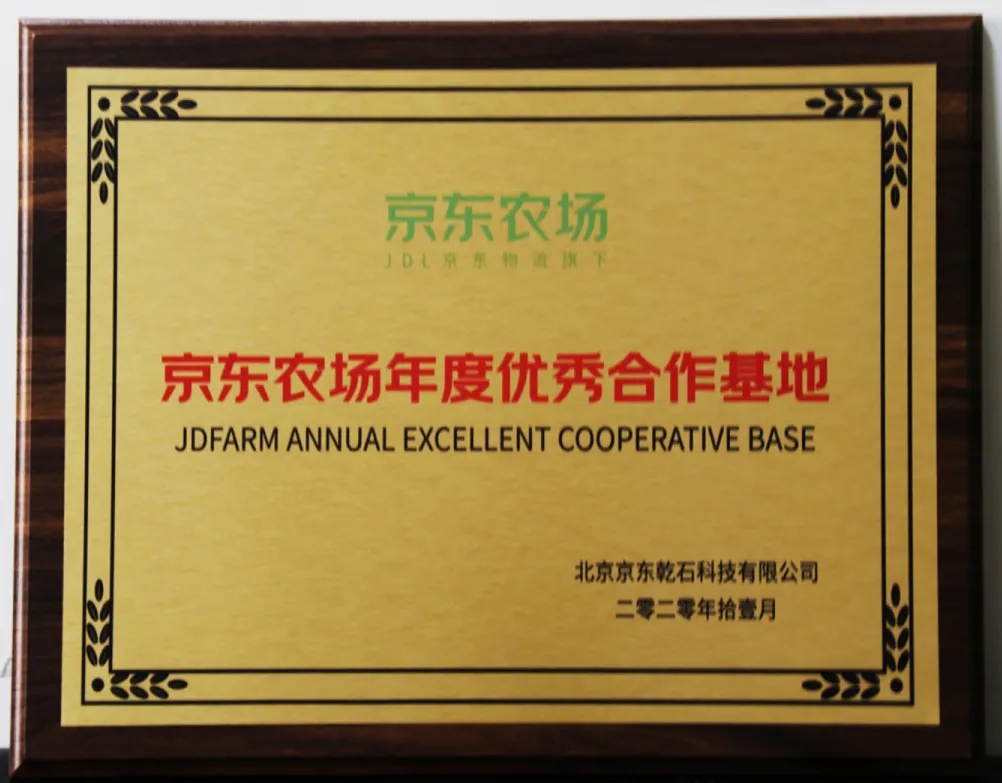 京东农场
JDL京东物流旗下
京东农场年度优秀合作基地
JDFARM ANNUAL EXCELLENT COOPERATIVE BASE
北京京东乾石科技有限公司
二零二零年拾壹月